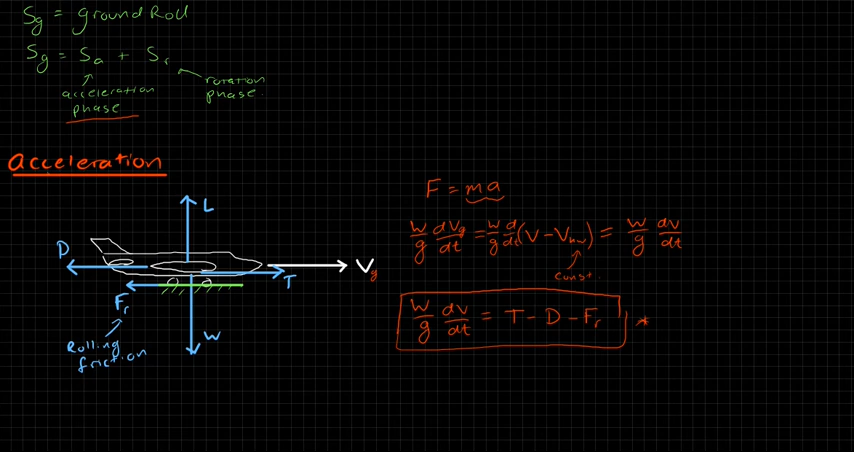 Sg = ground Roll
Sg = Sa + Sr
acceleration phase
rotation phase
acceleration
L
D
T
Vg
Fr
W
Rolling friction
F = ma
W/g dVg/dt = W/g d/dt (V - Vhw) = W/g dv/dt
const.
W/g dv/dt = T - D - Fr *